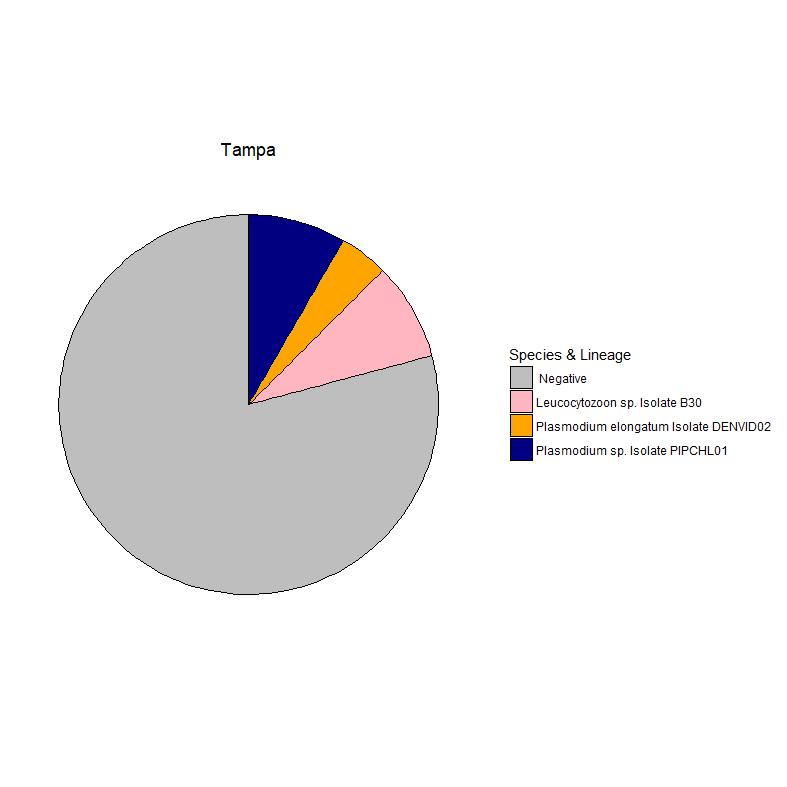 Tampa
Species & Lineage
Negative
Leucocytozoon sp. Isolate B30
Plasmodium elongatum Isolate DENVID02
Plasmodium sp. Isolate PIPCHL01